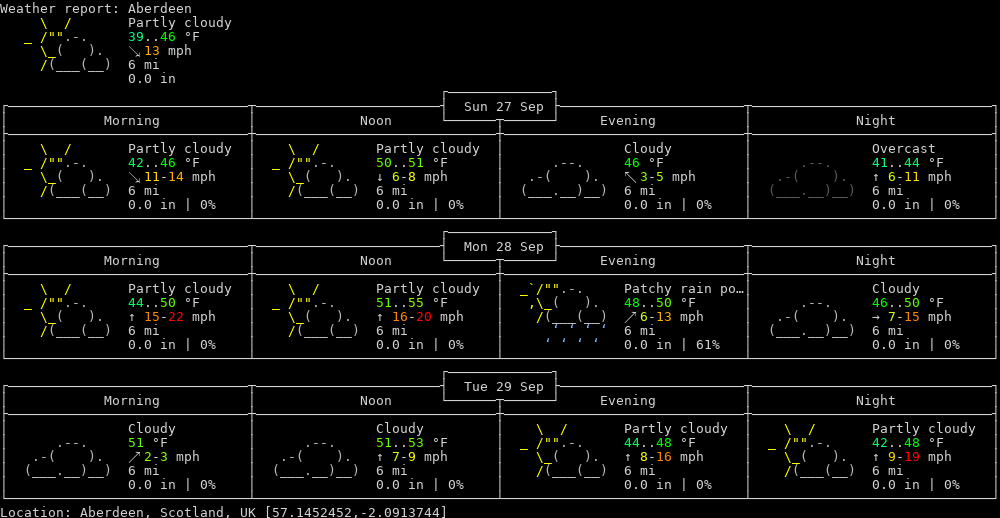 Weather report: Aberdeen
Partly cloudy
39..46 °F
↘ 13 mph
6 mi
0.0 in
Sun 27 Sep
Morning Noon Evening Night
Partly cloudy Partly cloudy Cloudy Overcast
42..46 °F 50..51 °F 46 °F 41..44 °F
↘ 11-14 mph ↓ 6-8 mph ↖ 3-5 mph ↑ 6-11 mph
6 mi 6 mi 6 mi 6 mi
0.0 in | 0% 0.0 in | 0% 0.0 in | 0% 0.0 in | 0%
Mon 28 Sep
Morning Noon Evening Night
Partly cloudy Partly cloudy Patchy rain po… Cloudy
44..50 °F 51..55 °F 48..50 °F 46..50 °F
↑ 15-22 mph ↑ 16-20 mph ↗ 6-13 mph → 7-15 mph
6 mi 6 mi 6 mi 6 mi
0.0 in | 0% 0.0 in | 0% 0.0 in | 61% 0.0 in | 0%
Tue 29 Sep
Morning Noon Evening Night
Cloudy Cloudy Partly cloudy Partly cloudy
51 °F 51..53 °F 44..48 °F 42..48 °F
↗ 2-3 mph ↑ 7-9 mph ↑ 8-16 mph ↑ 9-19 mph
6 mi 6 mi 6 mi 6 mi
0.0 in | 0% 0.0 in | 0% 0.0 in | 0% 0.0 in | 0%
Location: Aberdeen, Scotland, UK [57.1452452,-2.0913744]